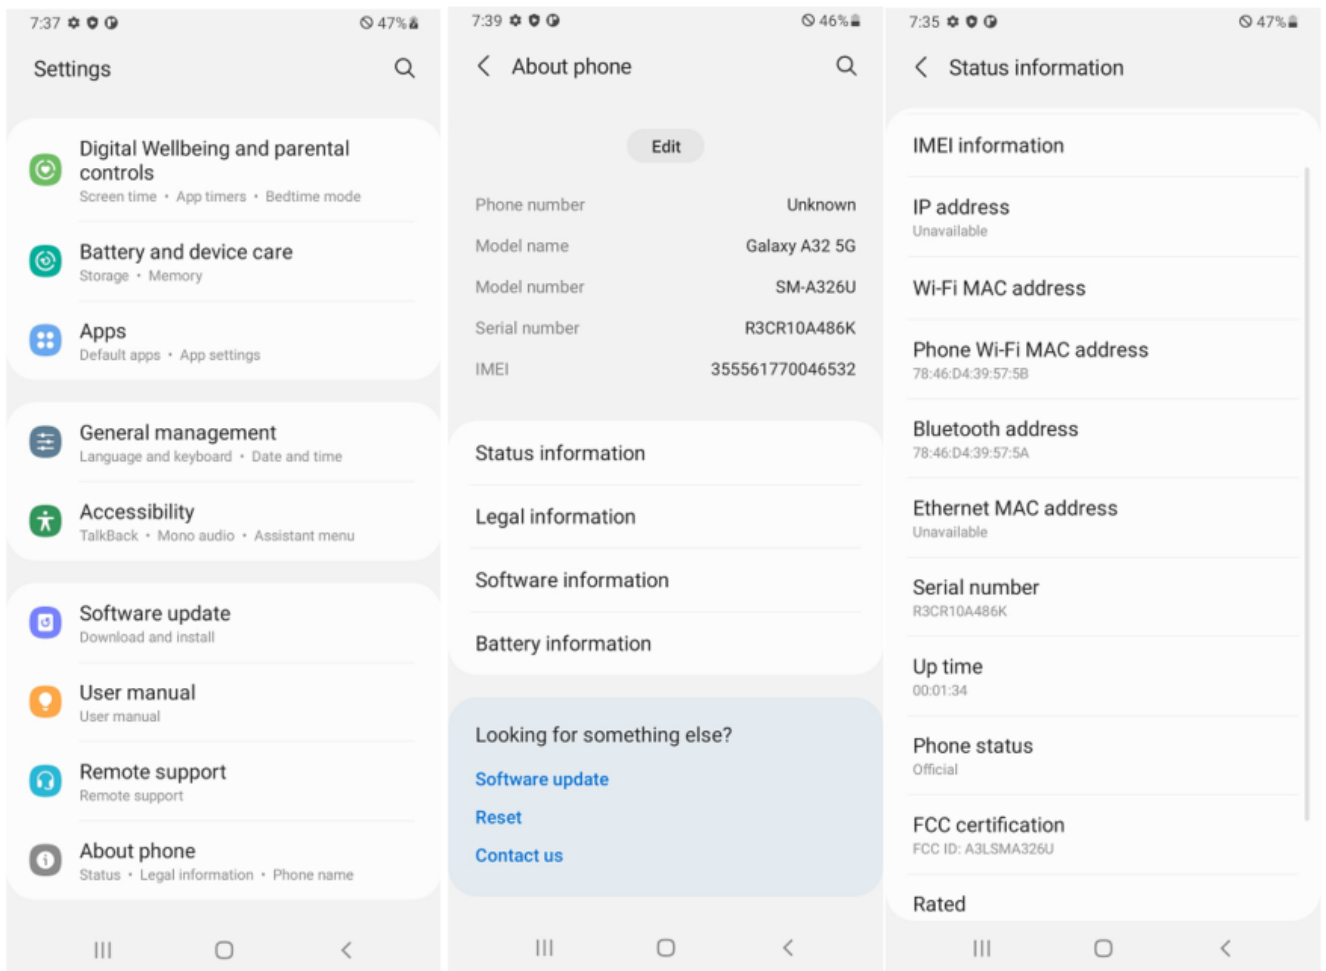 7:37
47%
Settings
Digital Wellbeing and parental
controls
Screen time • App timers • Bedtime mode
Battery and device care
Storage • Memory
Apps
Default apps • App settings
General management
Language and keyboard • Date and time
Accessibility
TalkBack • Mono audio • Assistant menu
Software update
Download and install
User manual
User manual
Remote support
Remote support
About phone
Status • Legal information • Phone name
7:39
46%
About phone
Edit
Phone number Unknown
Model name Galaxy A32 5G
Model number SM-A326U
Serial number R3CR10A486K
IMEI 355561770046532
Status information
Legal information
Software information
Battery information
Looking for something else?
Software update
Reset
Contact us
7:35
47%
Status information
IMEI information
IP address
Unavailable
Wi-Fi MAC address
Phone Wi-Fi MAC address
78:46:D4:39:57:5B
Bluetooth address
78:46:D4:39:57:5A
Ethernet MAC address
Unavailable
Serial number
R3CR10A486K
Up time
00:01:34
Phone status
Official
FCC certification
FCC ID: A3LSMA326U
Rated